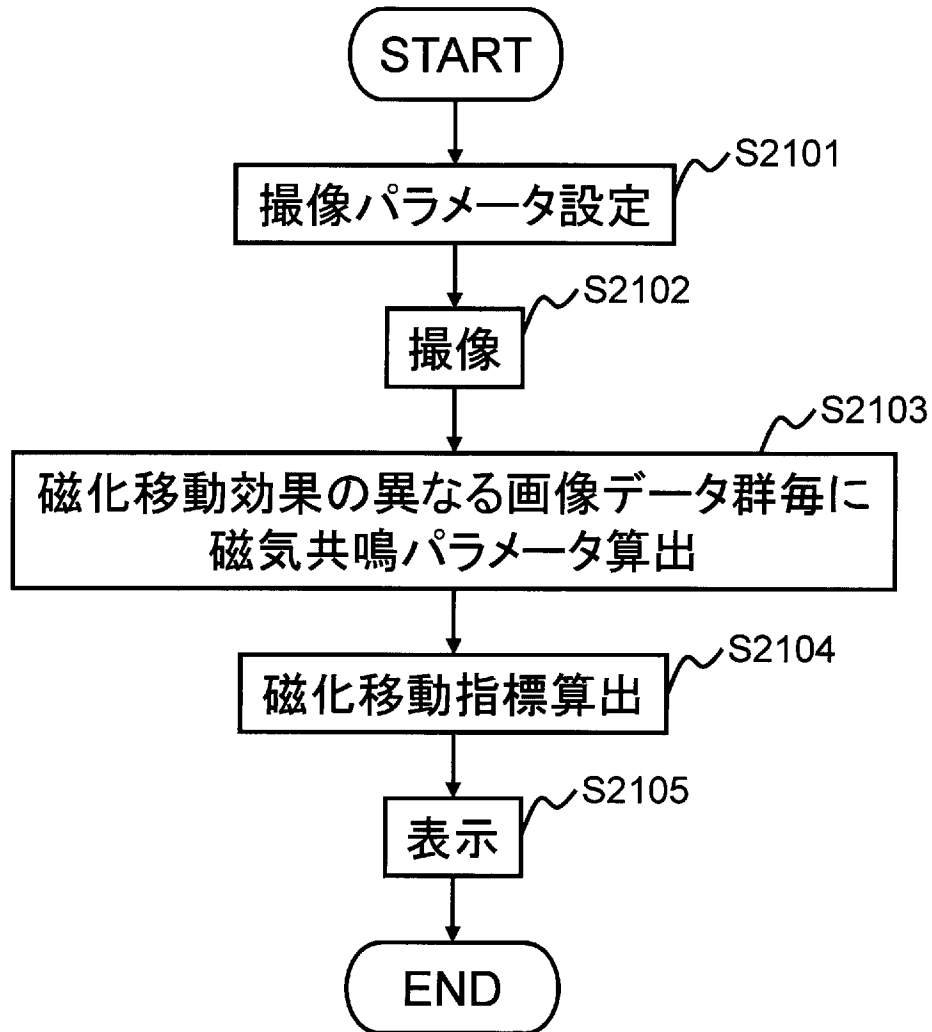 START
S2101
撮像パラメータ設定
S2102
撮像
S2103
磁化移動効果の異なる画像データ群毎に
磁気共鳴パラメータ算出
S2104
磁化移動指標算出
S2105
表示
END